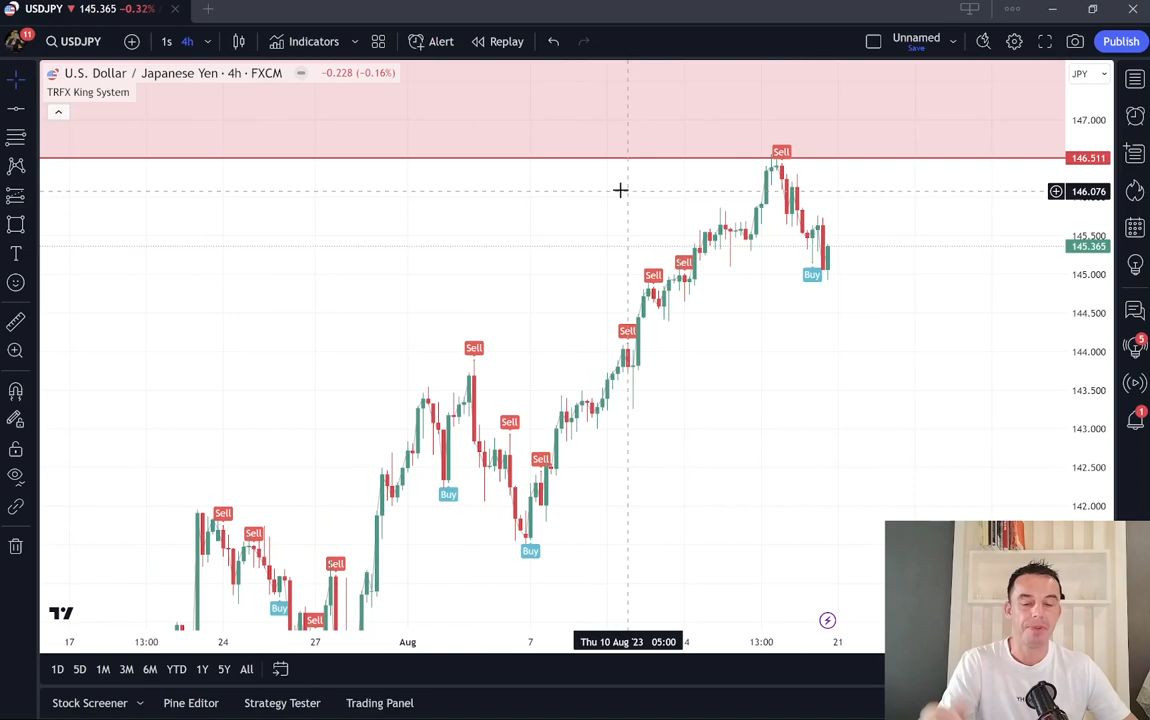 USDJPY ▼ 145.365 −0.32%
11
USDJPY
1s
4h
Indicators
Alert
Replay
Unnamed
Save
Publish
U.S. Dollar / Japanese Yen · 4h · FXCM
−0.228 (−0.16%)
JPY
TRFX King System
147.000
Sell
146.511
146.076
145.500
145.365
Sell
Sell
Buy
145.000
144.500
Sell
144.000
Sell
143.500
143.000
Sell
142.500
Sell
Buy
142.000
Sell
Sell
Buy
Sell
Buy
Sell
5
1
17
13:00
24
27
Aug
7
Thu 10 Aug '23 05:00
4
13:00
21
1D
5D
1M
3M
6M
YTD
1Y
5Y
All
Stock Screener
Pine Editor
Strategy Tester
Trading Panel